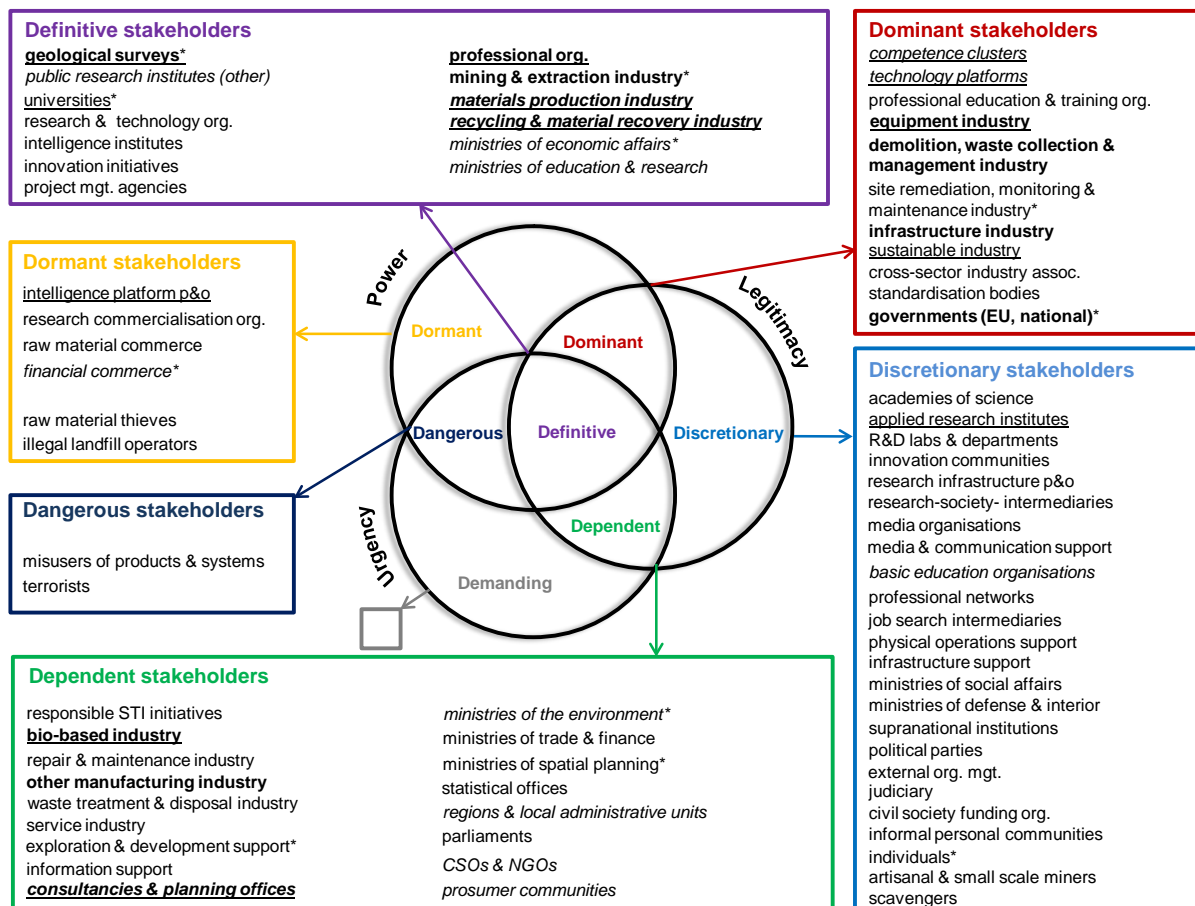 Definitive stakeholders
geological surveys*
public research institutes (other)
universities*
research & technology org.
intelligence institutes
innovation initiatives
project mgt. agencies
professional org.
mining & extraction industry*
materials production industry
recycling & material recovery industry
ministries of economic affairs*
ministries of education & research
Dominant stakeholders
competence clusters
technology platforms
professional education & training org.
equipment industry
demolition, waste collection &
management industry
site remediation, monitoring &
maintenance industry*
infrastructure industry
sustainable industry
cross-sector industry assoc.
standardisation bodies
governments (EU, national)*
Dormant stakeholders
intelligence platform p&o
research commercialisation org.
raw material commerce
financial commerce*
raw material thieves
illegal landfill operators
Power
Legitimacy
Urgency
Dormant
Dominant
Dangerous
Definitive
Discretionary
Dependent
Demanding
Dangerous stakeholders
misusers of products & systems
terrorists
Discretionary stakeholders
academies of science
applied research institutes
R&D labs & departments
innovation communities
research infrastructure p&o
research-society- intermediaries
media organisations
media & communication support
basic education organisations
professional networks
job search intermediaries
physical operations support
infrastructure support
ministries of social affairs
ministries of defense & interior
supranational institutions
political parties
external org. mgt.
judiciary
civil society funding org.
informal personal communities
individuals*
artisanal & small scale miners
scavengers
Dependent stakeholders
responsible STI initiatives
bio-based industry
repair & maintenance industry
other manufacturing industry
waste treatment & disposal industry
service industry
exploration & development support*
information support
consultancies & planning offices
ministries of the environment*
ministries of trade & finance
ministries of spatial planning*
statistical offices
regions & local administrative units
parliaments
CSOs & NGOs
prosumer communities